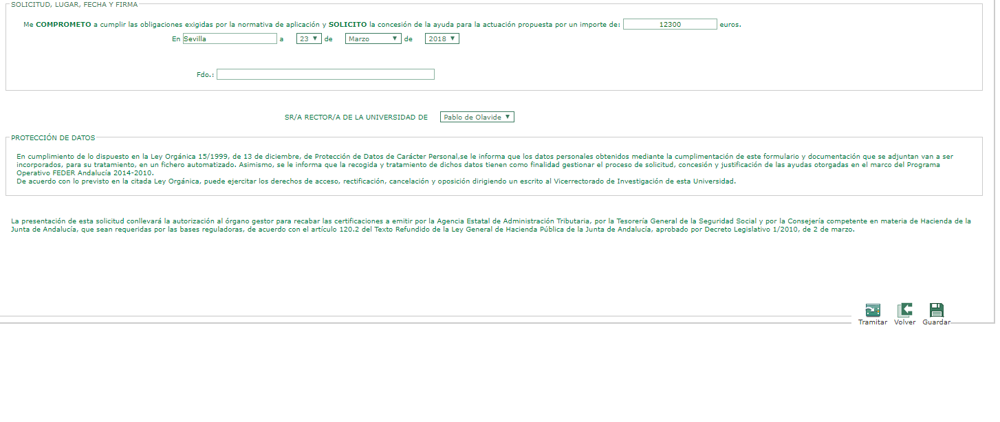 SOLICITUD, LUGAR, FECHA Y FIRMA
Me COMPROMETO a cumplir las obligaciones exigidas por la normativa de aplicación y SOLICITO la concesión de la ayuda para la actuación propuesta por un importe de: 12300 euros.
En Sevilla a 23 de Marzo de 2018
Fdo.:
SR/A RECTOR/A DE LA UNIVERSIDAD DE Pablo de Olavide
PROTECCIÓN DE DATOS
En cumplimiento de lo dispuesto en la Ley Orgánica 15/1999, de 13 de diciembre, de Protección de Datos de Carácter Personal,se le informa que los datos personales obtenidos mediante la cumplimentación de este formulario y documentación que se adjuntan van a ser
incorporados, para su tratamiento, en un fichero automatizado. Asimismo, se le informa que la recogida y tratamiento de dichos datos tienen como finalidad gestionar el proceso de solicitud, concesión y justificación de las ayudas otorgadas en el marco del Programa
Operativo FEDER Andalucía 2014-2010.
De acuerdo con lo previsto en la citada Ley Orgánica, puede ejercitar los derechos de acceso, rectificación, cancelación y oposición dirigiendo un escrito al Vicerrectorado de Investigación de esta Universidad.
La presentación de esta solicitud conllevará la autorización al órgano gestor para recabar las certificaciones a emitir por la Agencia Estatal de Administración Tributaria, por la Tesorería General de la Seguridad Social y por la Consejería competente en materia de Hacienda de la
Junta de Andalucía, que sean requeridas por las bases reguladoras, de acuerdo con el artículo 120.2 del Texto Refundido de la Ley General de Hacienda Pública de la Junta de Andalucía, aprobado por Decreto Legislativo 1/2010, de 2 de marzo.
Tramitar Volver Guardar